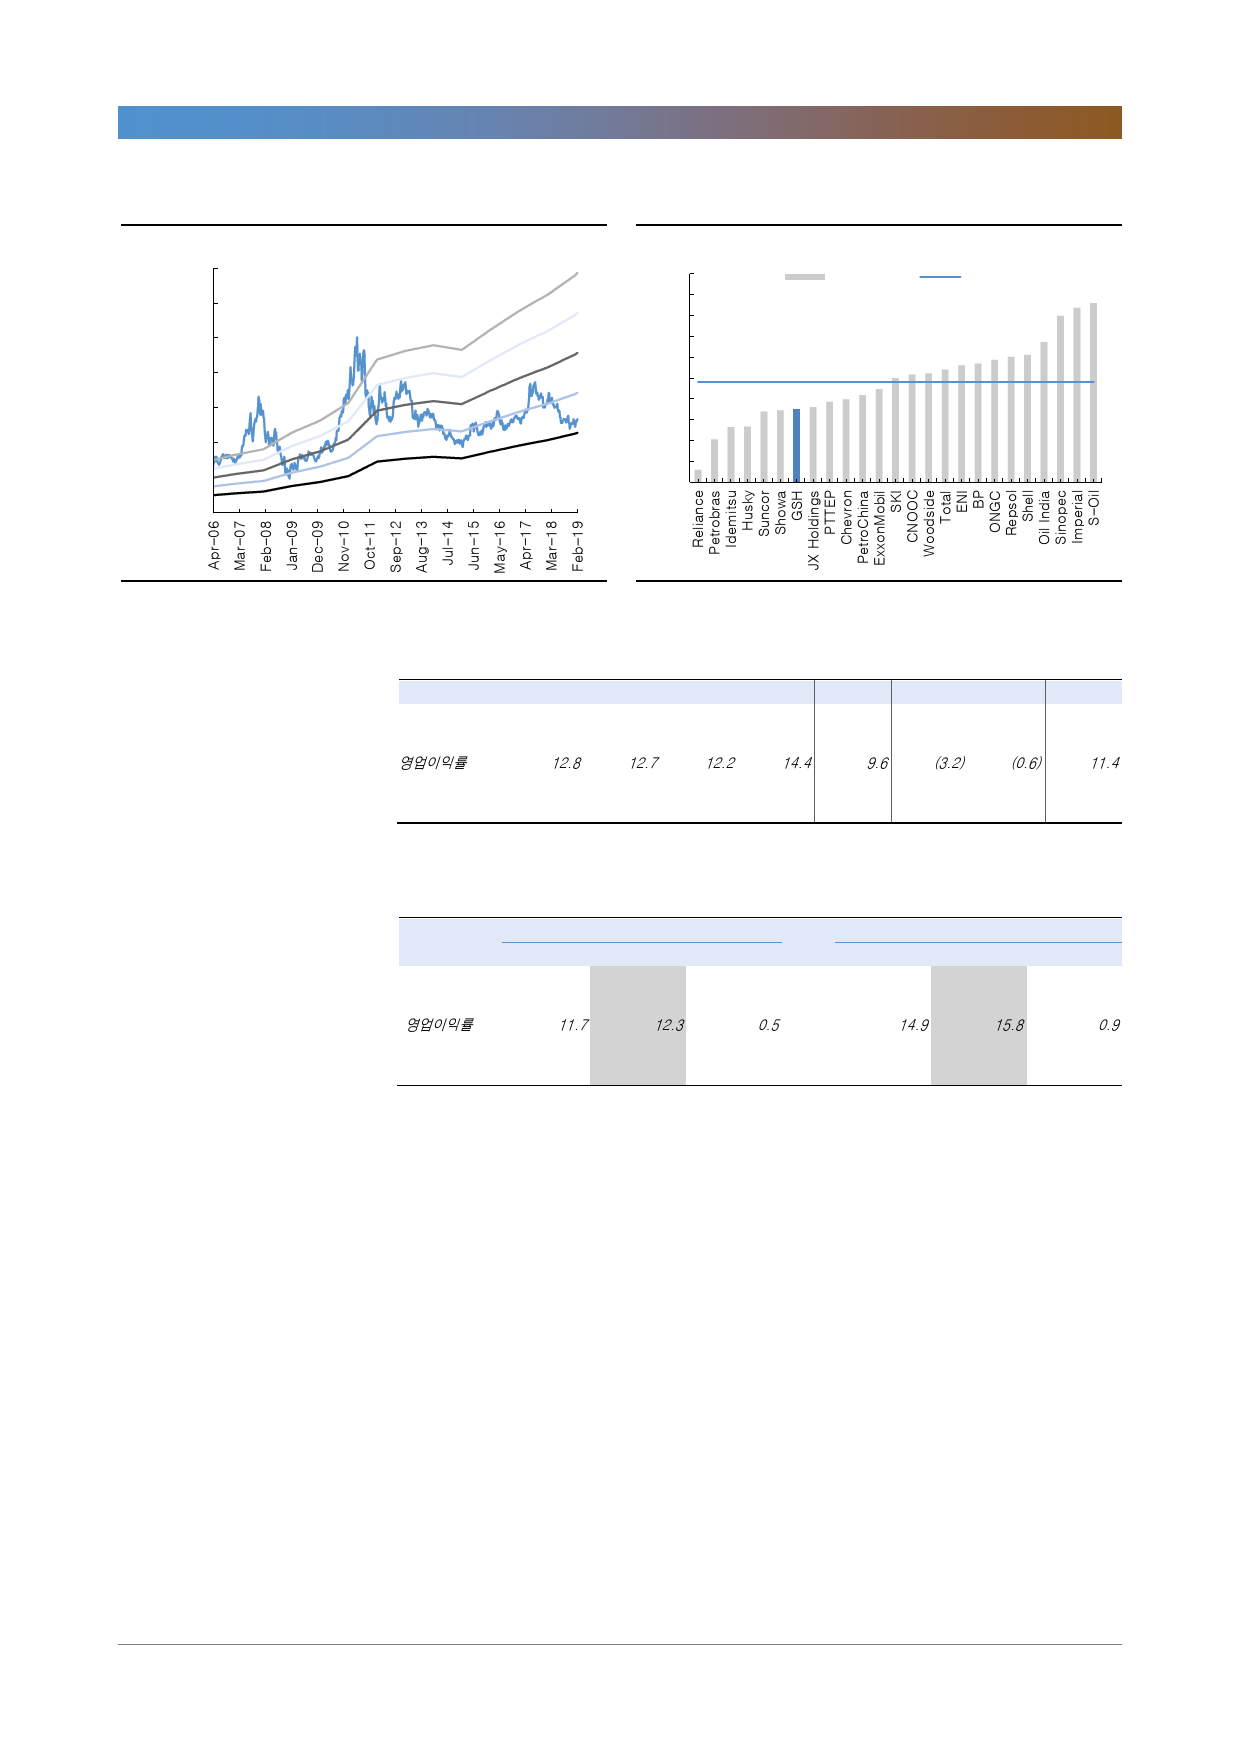 Apr-06
Mar-07
Feb-08
Jan-09
Dec-09
Nov-10
Oct-11
Sep-12
Aug-13
Jul-14
Jun-15
May-16
Apr-17
Mar-18
Feb-19
Reliance
Petrobras
Idemitsu
Husky
Suncor
Showa
GSH
JX Holdings
PTTEP
Chevron
PetroChina
ExxonMobil
SKI
CNOOC
Woodside
Total
ENI
BP
ONGC
Repsol
Shell
Oil India
Sinopec
Imperial
S-Oil
영업이익률 12.8 12.7 12.2 14.4 9.6 (3.2) (0.6) 11.4
영업이익률 11.7 12.3 0.5 14.9 15.8 0.9